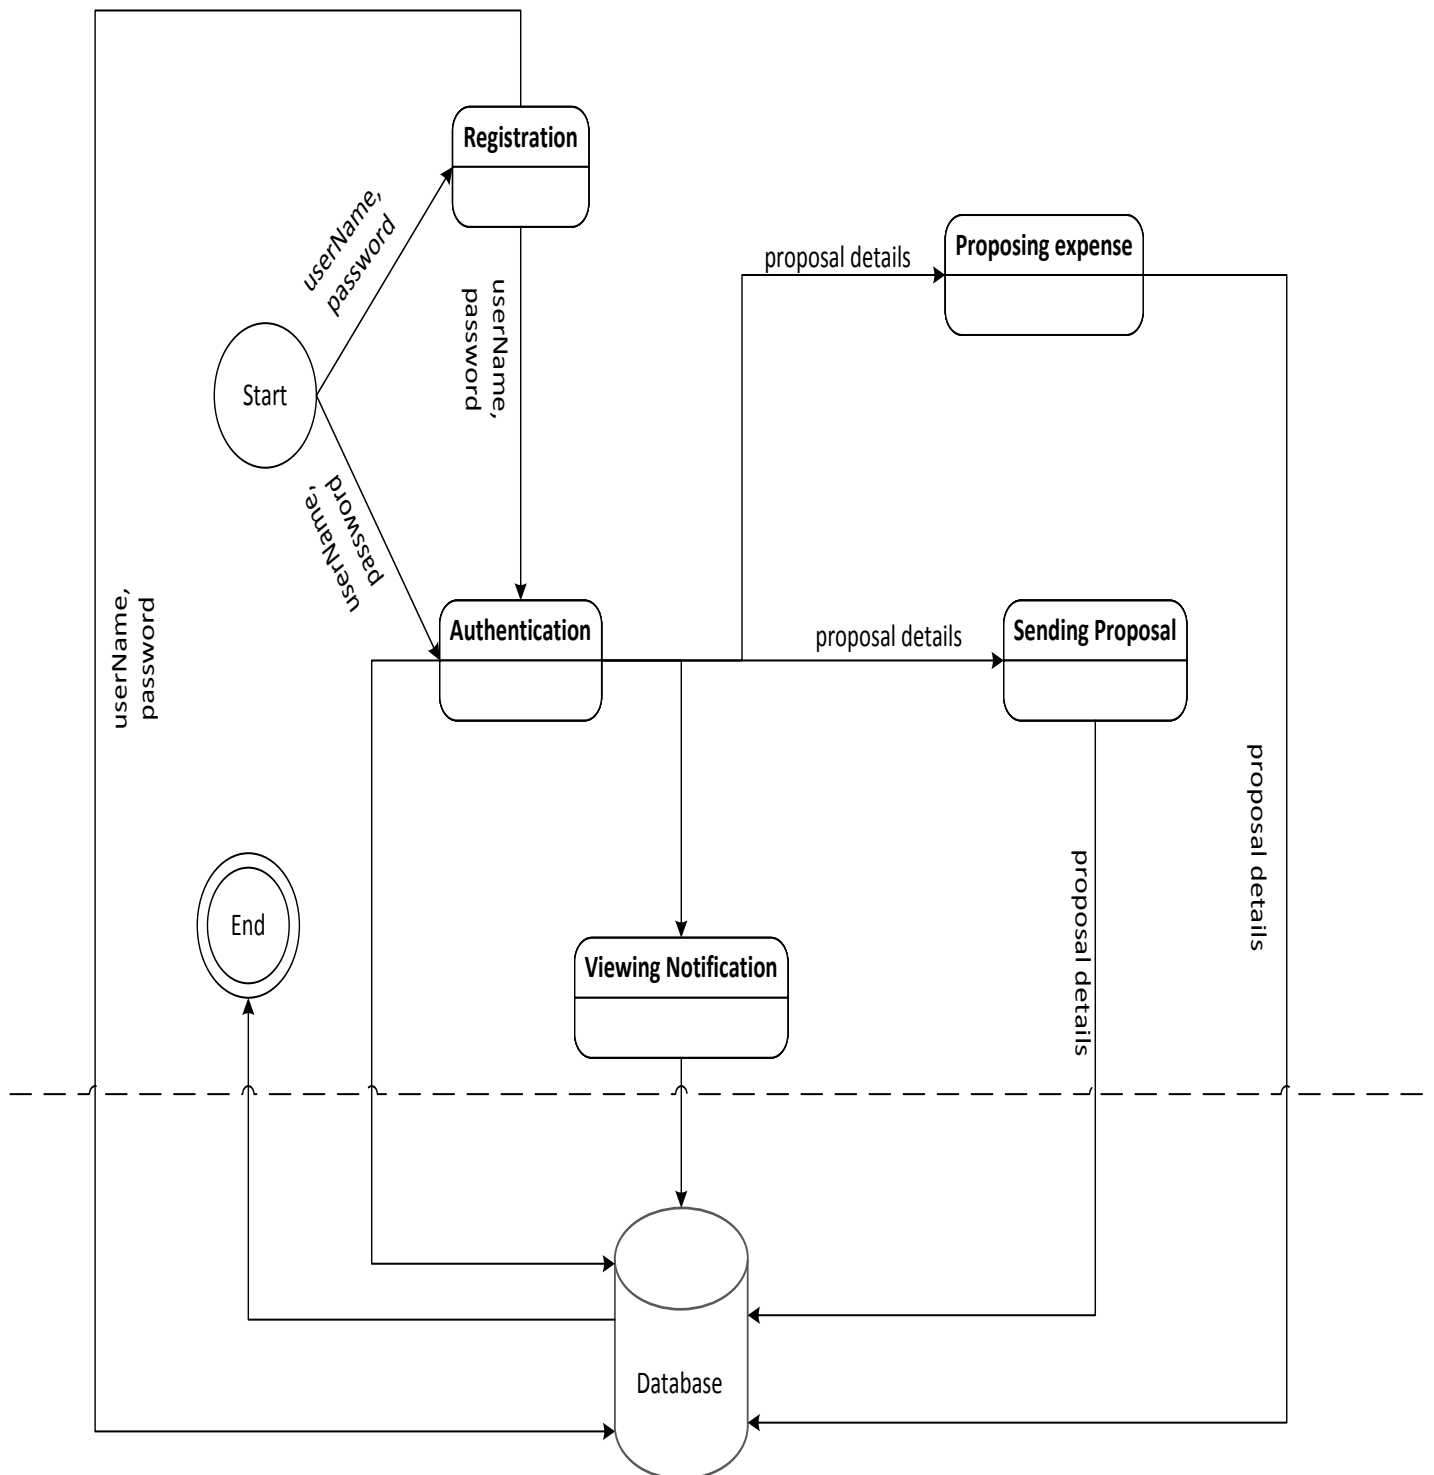 Registration
userName,
password
Proposing expense
proposal details
userName,
password
Start
userName,
password
Authentication
proposal details
Sending Proposal
userName,
password
proposal details
proposal details
End
Viewing Notification
Database